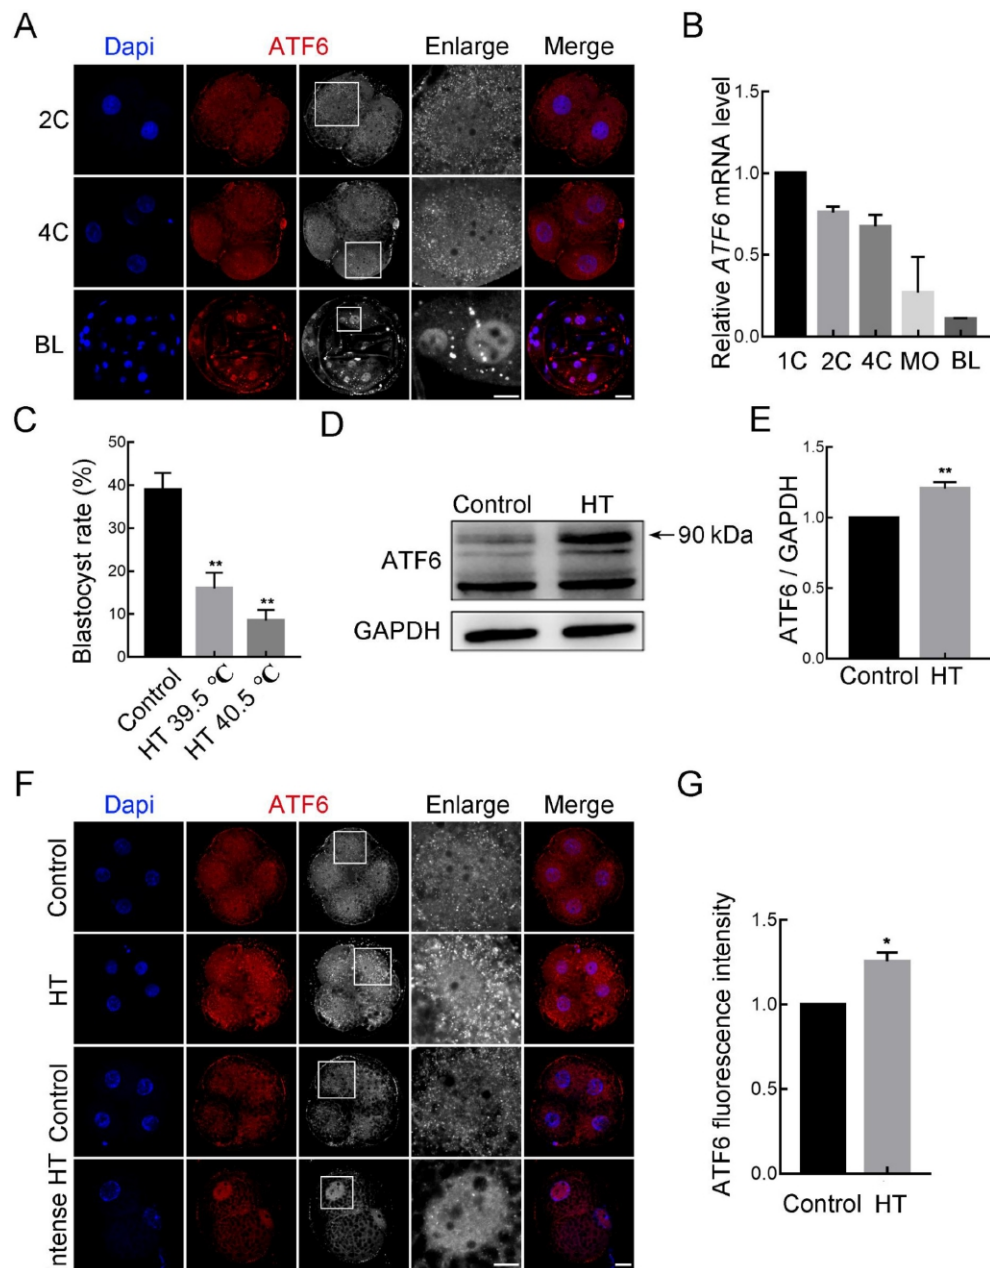 A
Dapi ATF6 Enlarge Merge
2C
4C
BL
B
Relative ATF6 mRNA level
1.5
1.0
0.5
0.0
1C 2C 4C MO BL
C
Blastocyst rate (%)
50
40
30
20
10
0
** **
Control
HT 39.5 °C
HT 40.5 °C
D
Control HT
ATF6
90 kDa
GAPDH
E
ATF6 / GAPDH
1.5
1.0
0.5
0.0
**
Control HT
F
Dapi ATF6 Enlarge Merge
Control
HT
Control
ntense HT
G
ATF6 fluorescence intensity
1.5
1.0
0.5
0.0
*
Control HT